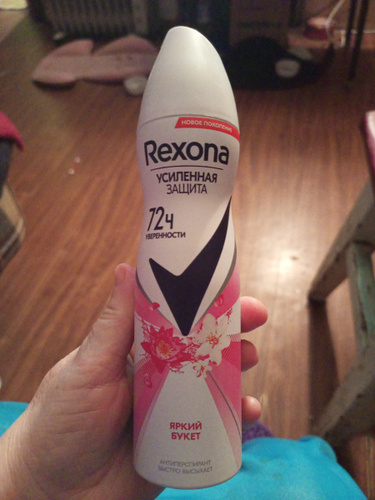 НОВОЕ ПОКОЛЕНИЕ
Rexona
УСИЛЕННАЯ
ЗАЩИТА
72ч
УВЕРЕННОСТИ
ЯРКИЙ
БУКЕТ
АНТИПЕРСПИРАНТ
БЫСТРО ВЫСЫХАЕТ